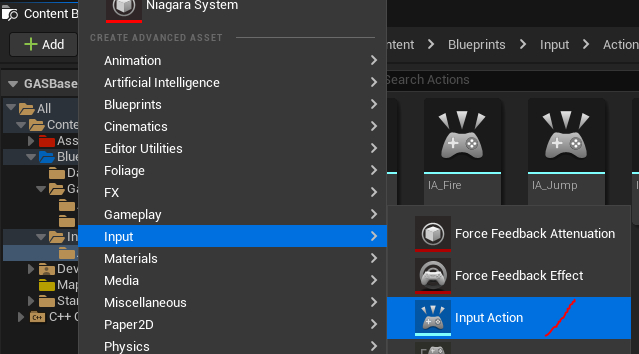 Niagara System
Content B
Add
CREATE ADVANCED ASSET
ntent > Blueprints > Input > Action
GASBase
Search Actions
All
Conte
Ass
Blue
Da
Ga
In
Dev
Map
Star
C++ C
Animation
Artificial Intelligence
Blueprints
Cinematics
Editor Utilities
Foliage
FX
Gameplay
Input
Materials
Media
Miscellaneous
Paper2D
Physics
IA_Fire
IA_Jump
Force Feedback Attenuation
Force Feedback Effect
Input Action